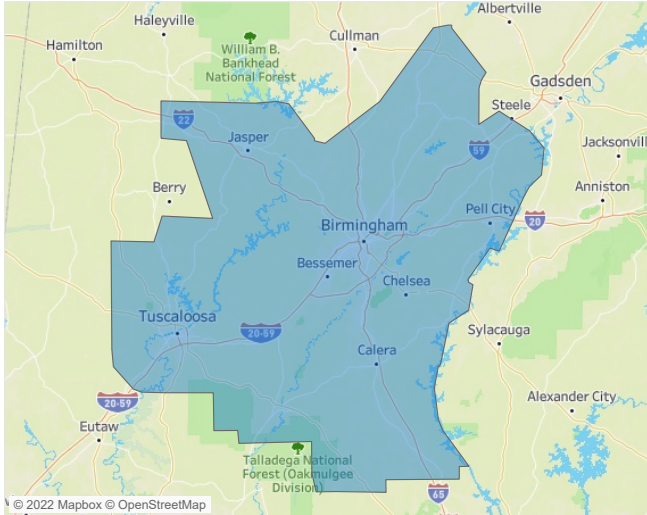 Haleyville
Albertville
Hamilton
Cullman
William B.
Bankhead
National Forest
Gadsden
Steele
22
Jasper
59
Jacksonville
Berry
Anniston
Pell City
20
Birmingham
Bessemer
Chelsea
Tuscaloosa
20-59
Sylacauga
Calera
20-59
Alexander City
Eutaw
Talladega National
Forest (Oakmulgee
Division)
65
© 2022 Mapbox © OpenStreetMap